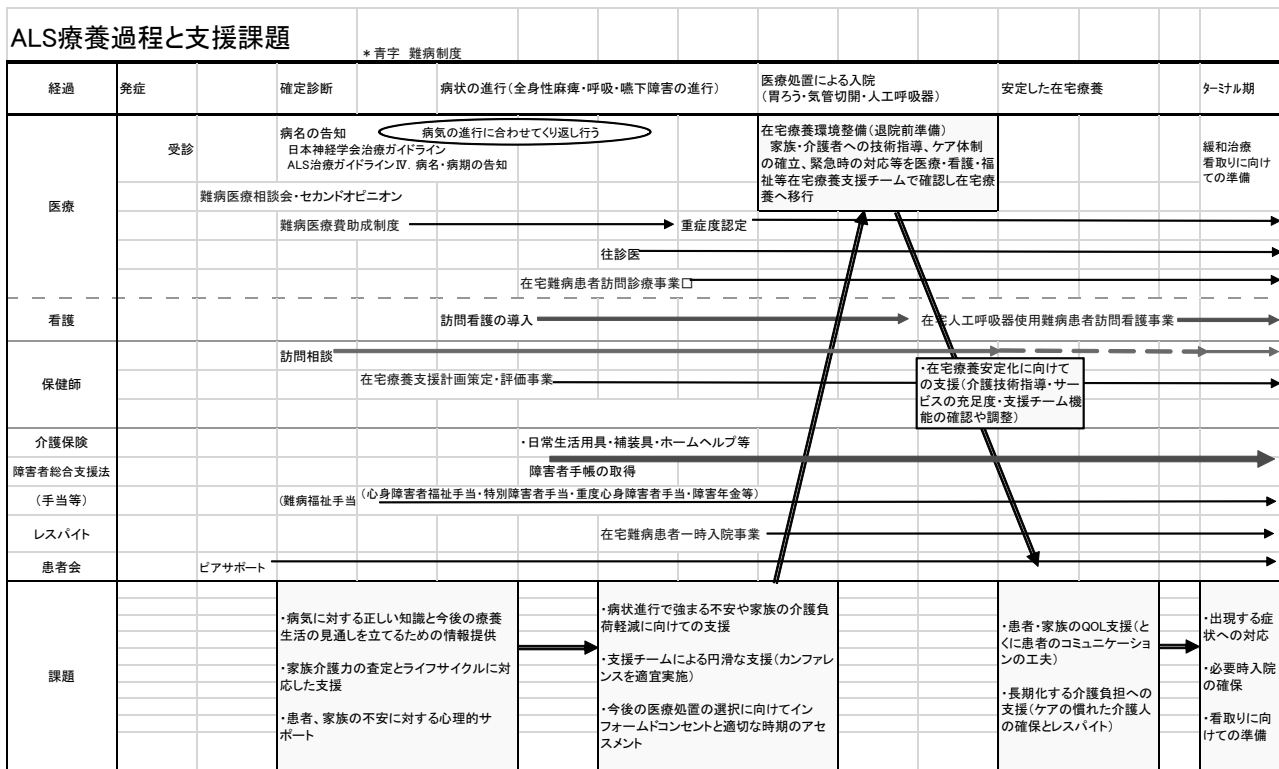 ALS療養過程と支援課題
＊青字　難病制度
経過
発症
確定診断
病状の進行(全身性麻痺・呼吸・嚥下障害の進行)
医療処置による入院
(胃ろう・気管切開・人工呼吸器)
安定した在宅療養
ターミナル期
医療
受診
病名の告知
病気の進行に合わせてくり返し行う
日本神経学会治療ガイドライン
ALS治療ガイドラインⅣ．病名・病期の告知
在宅療養環境整備(退院前準備)
家族・介護者への技術指導、ケア体制
の確立、緊急時の対応等を医療・看護・福
祉等在宅療養支援チームで確認し在宅療
養へ移行
緩和治療
看取りに向け
ての準備
難病医療相談会・セカンドオピニオン
難病医療費助成制度
重症度認定
往診医
在宅難病患者訪問診療事業□
看護
訪問看護の導入
在宅人工呼吸器使用難病患者訪問看護事業
保健師
訪問相談
在宅療養支援計画策定・評価事業
・在宅療養安定化に向けて
の支援(介護技術指導・サー
ビスの充足度・支援チーム機
能の確認や調整)
介護保険
・日常生活用具・補装具・ホームヘルプ等
障害者総合支援法
障害者手帳の取得
(手当等)
(難病福祉手当
(心身障害者福祉手当・特別障害者手当・重度心身障害者手当・障害年金等)
レスパイト
在宅難病患者一時入院事業
患者会
ピアサポート
課題
・病気に対する正しい知識と今後の療養
生活の見通しを立てるための情報提供
・家族介護力の査定とライフサイクルに対
応した支援
・患者、家族の不安に対する心理的サ
ポート
・病状進行で強まる不安や家族の介護負
荷軽減に向けての支援
・支援チームによる円滑な支援(カンファレ
ンスを適宜実施)
・今後の医療処置の選択に向けてイン
フォームドコンセントと適切な時期のアセ
スメント
・患者・家族のQOL支援(と
くに患者のコミュニケーショ
ンの工夫)
・長期化する介護負担への
支援(ケアの慣れた介護人
の確保とレスパイト)
・出現する症
状への対応
・必要時入院
の確保
・看取りに向
けての準備